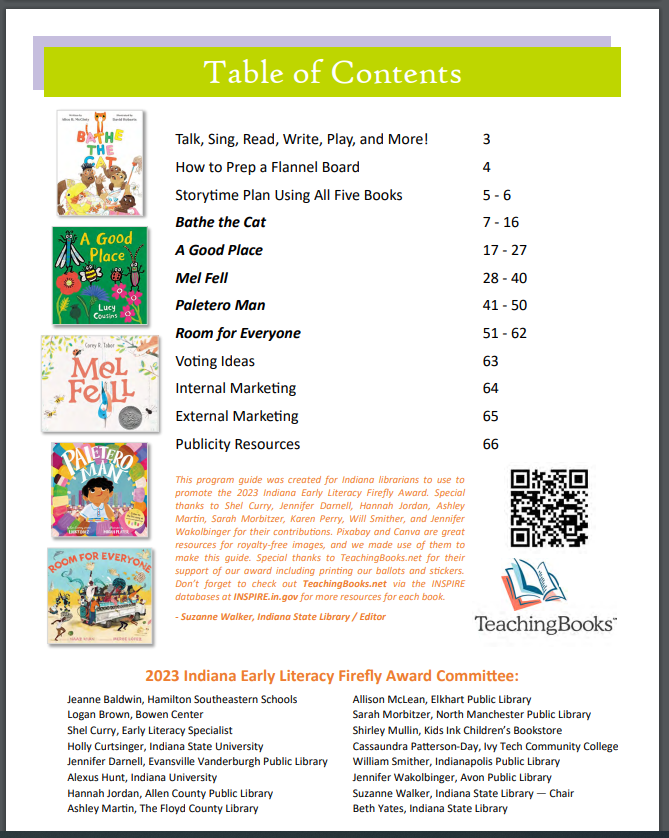 Table of Contents
Talk, Sing, Read, Write, Play, and More! 3
How to Prep a Flannel Board 4
Storytime Plan Using All Five Books 5 - 6
Bathe the Cat 7 - 16
A Good Place 17 - 27
Mel Fell 28 - 40
Paletero Man 41 - 50
Room for Everyone 51 - 62
Voting Ideas 63
Internal Marketing 64
External Marketing 65
Publicity Resources 66
BATHE
THE
CAT
A Good
Place
Lucy
Cousins
Corey R. Tabor
MEL
FELL
PALETERO
MAN
ROOM FOR EVERYONE
This program guide was created for Indiana librarians to use to
promote the 2023 Indiana Early Literacy Firefly Award. Special
thanks to Shel Curry, Jennifer Darnell, Hannah Jordan, Ashley
Martin, Sarah Morbitzer, Karen Perry, Will Smither, and Jennifer
Wakolbinger for their contributions. Pixabay and Canva are great
resources for royalty-free images, and we made use of them to
make this guide. Special thanks to TeachingBooks.net for their
support of our award including printing our ballots and stickers.
Don't forget to check out TeachingBooks.net via the INSPIRE
databases at INSPIRE.in.gov for more resources for each book.
- Suzanne Walker, Indiana State Library / Editor
TeachingBooks™
2023 Indiana Early Literacy Firefly Award Committee:
Jeanne Baldwin, Hamilton Southeastern Schools
Logan Brown, Bowen Center
Shel Curry, Early Literacy Specialist
Holly Curtsinger, Indiana State University
Jennifer Darnell, Evansville Vanderburgh Public Library
Alexus Hunt, Indiana University
Hannah Jordan, Allen County Public Library
Ashley Martin, The Floyd County Library
Allison McLean, Elkhart Public Library
Sarah Morbitzer, North Manchester Public Library
Shirley Mullin, Kids Ink Children's Bookstore
Cassaundra Patterson-Day, Ivy Tech Community College
William Smither, Indianapolis Public Library
Jennifer Wakolbinger, Avon Public Library
Suzanne Walker, Indiana State Library — Chair
Beth Yates, Indiana State Library